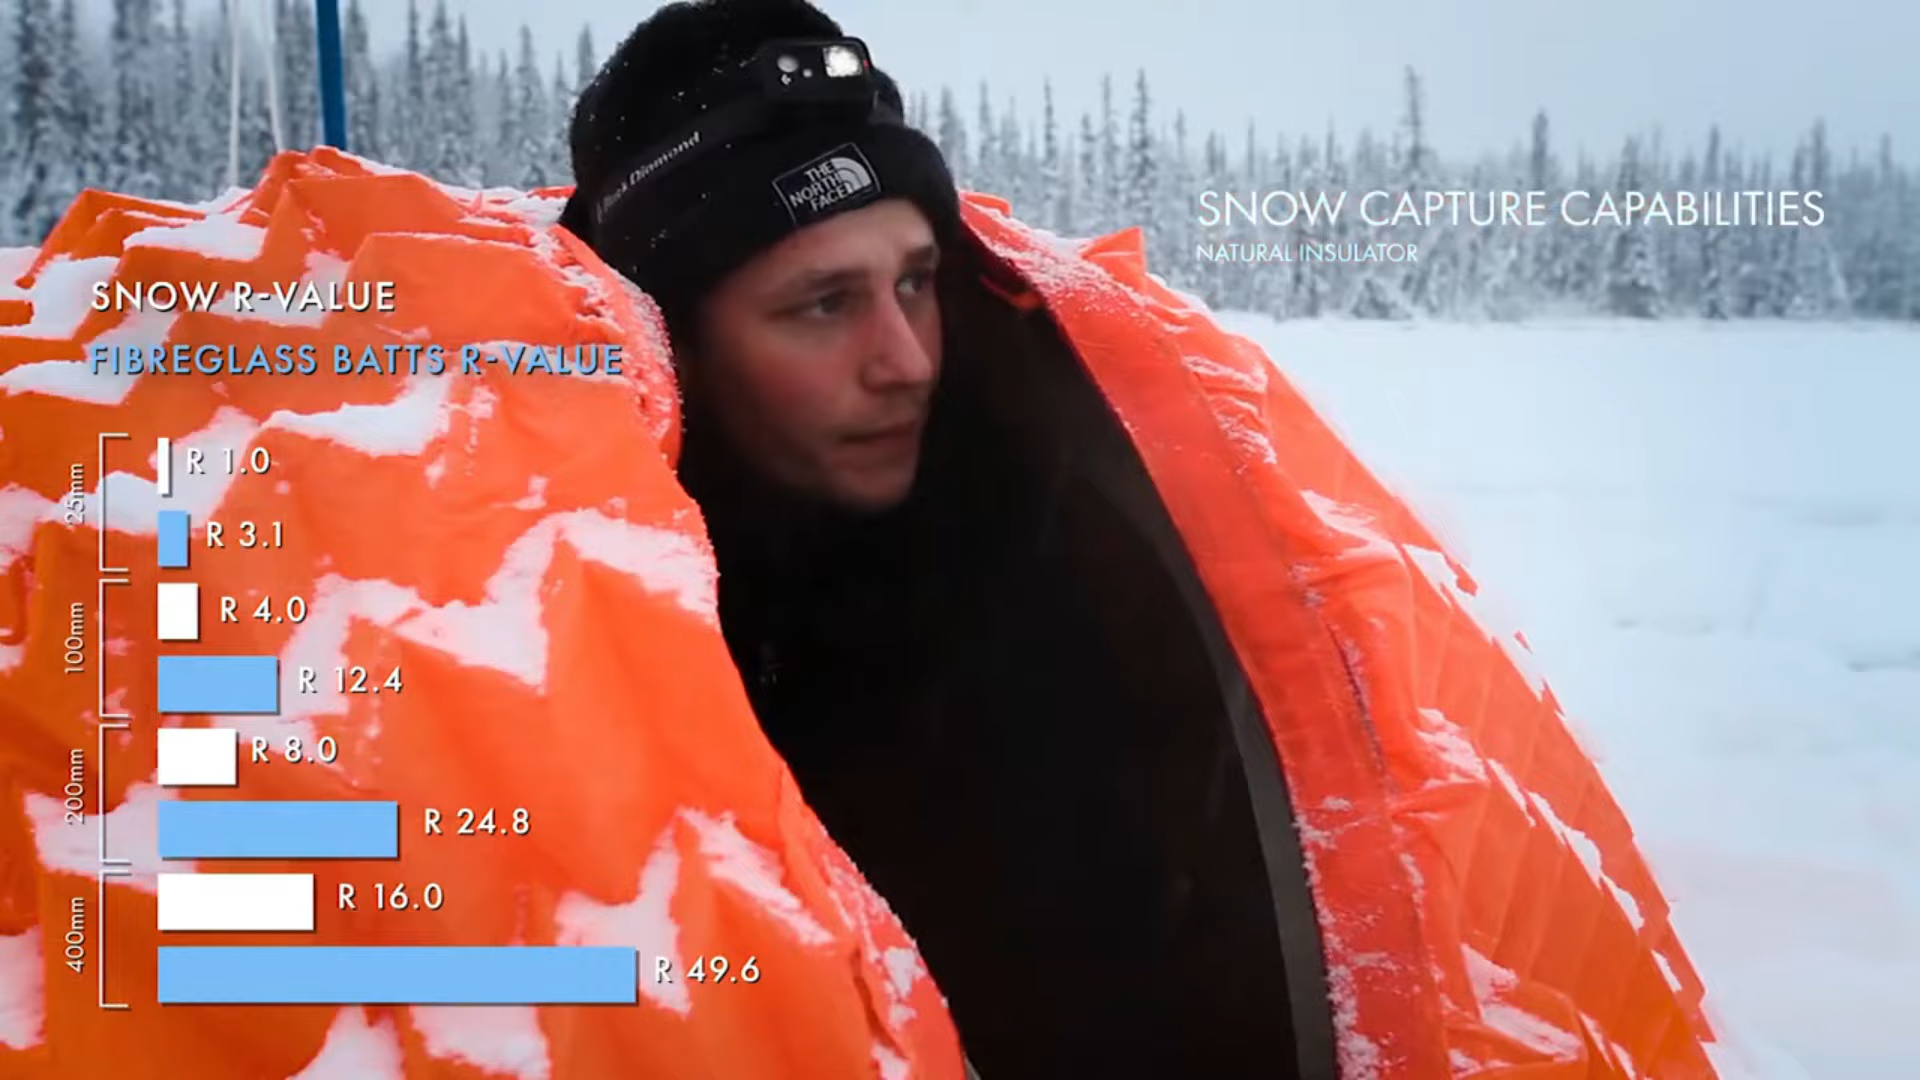 Black Diamond
THE
NORTH
FACE
SNOW CAPTURE CAPABILITIES
NATURAL INSULATOR
SNOW R-VALUE
FIBREGLASS BATTS R-VALUE
25mm
R 1.0
R 3.1
100mm
R 4.0
R 12.4
200mm
R 8.0
R 24.8
400mm
R 16.0
R 49.6